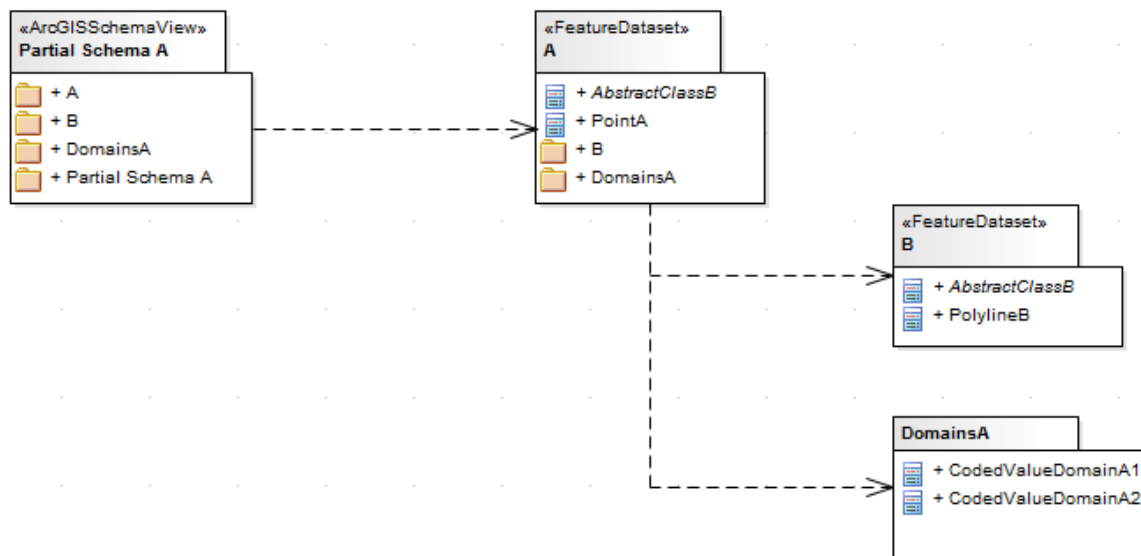 «ArcGISSchemaView»
Partial Schema A
+ A
+ B
+ DomainsA
+ Partial Schema A
«FeatureDataset»
A
+ AbstractClassB
+ PointA
+ B
+ DomainsA
«FeatureDataset»
B
+ AbstractClassB
+ PolylineB
DomainsA
+ CodedValueDomainA1
+ CodedValueDomainA2